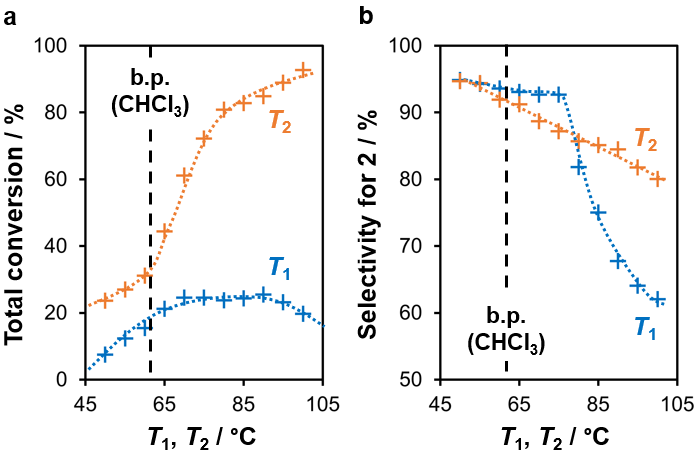 a
Total conversion / %
100
80
60
40
20
0
b.p.
(CHCl₃)
T₂
T₁
45
65
85
105
T₁, T₂ / °C
b
Selectivity for 2 / %
100
90
80
70
60
50
T₂
b.p.
(CHCl₃)
T₁
45
65
85
105
T₁, T₂ / °C